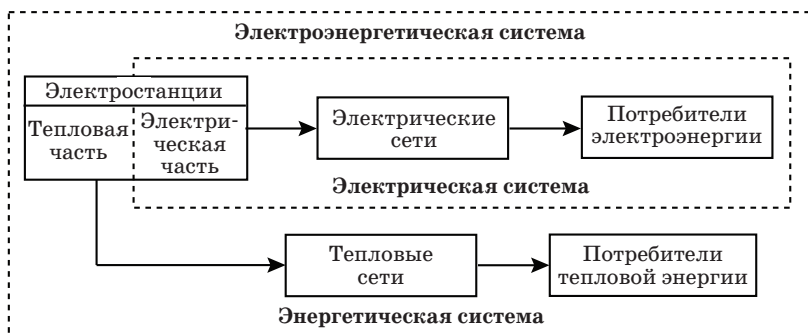 Электроэнергетическая система
Электростанции
Тепловая
часть
Электри-
ческая
часть
Электрические
сети
Потребители
электроэнергии
Электрическая система
Тепловые
сети
Потребители
тепловой энергии
Энергетическая система